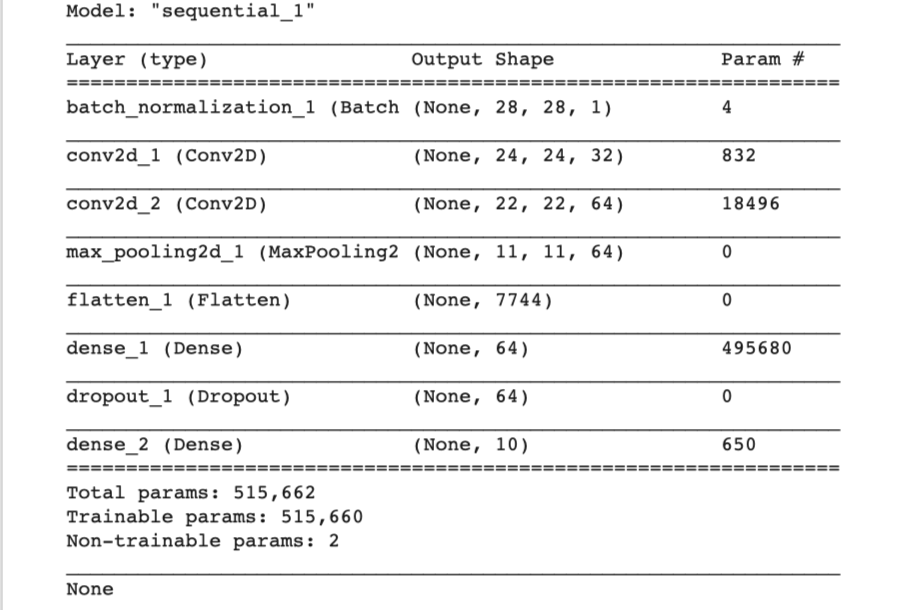 Model: "sequential_1"
Layer (type) Output Shape Param #
=================================================================
batch_normalization_1 (Batch (None, 28, 28, 1) 4
conv2d_1 (Conv2D) (None, 24, 24, 32) 832
conv2d_2 (Conv2D) (None, 22, 22, 64) 18496
max_pooling2d_1 (MaxPooling2 (None, 11, 11, 64) 0
flatten_1 (Flatten) (None, 7744) 0
dense_1 (Dense) (None, 64) 495680
dropout_1 (Dropout) (None, 64) 0
dense_2 (Dense) (None, 10) 650
=================================================================
Total params: 515,662
Trainable params: 515,660
Non-trainable params: 2
None